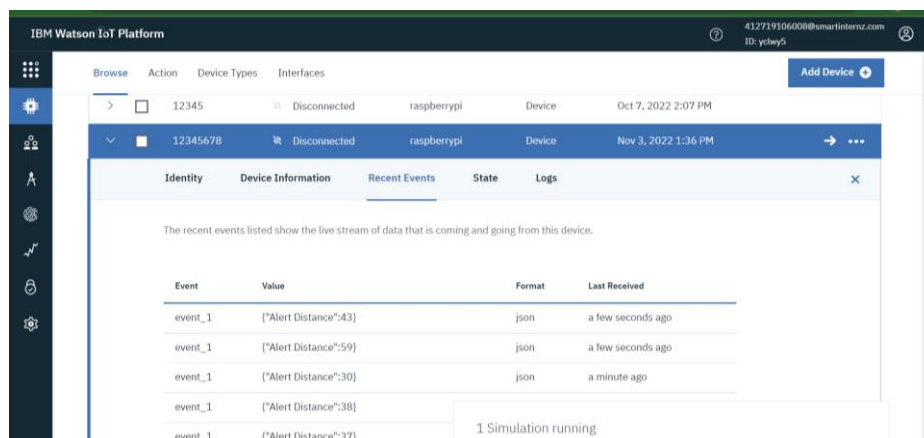 IBM Watson IoT Platform
412719106008@smartinternz.com
ID: yclwy5
Browse Action Device Types Interfaces
Add Device
12345 Disconnected raspberrypi Device Oct 7, 2022 2:07 PM
12345678 Disconnected raspberrypi Device Nov 3, 2022 1:36 PM
Identity Device Information Recent Events State Logs
The recent events listed show the live stream of data that is coming and going from this device.
Event Value Format Last Received
event_1 {"Alert Distance":43} json a few seconds ago
event_1 {"Alert Distance":59} json a few seconds ago
event_1 {"Alert Distance":30} json a minute ago
event_1 {"Alert Distance":38}
event_1 {"Alert Distance":37}
1 Simulation running